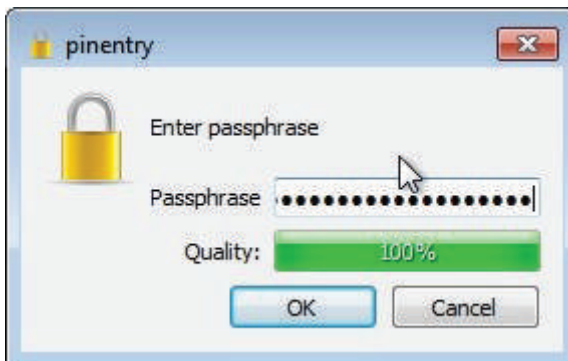 pinentry
Enter passphrase
Passphrase
Quality: 100%
OK Cancel